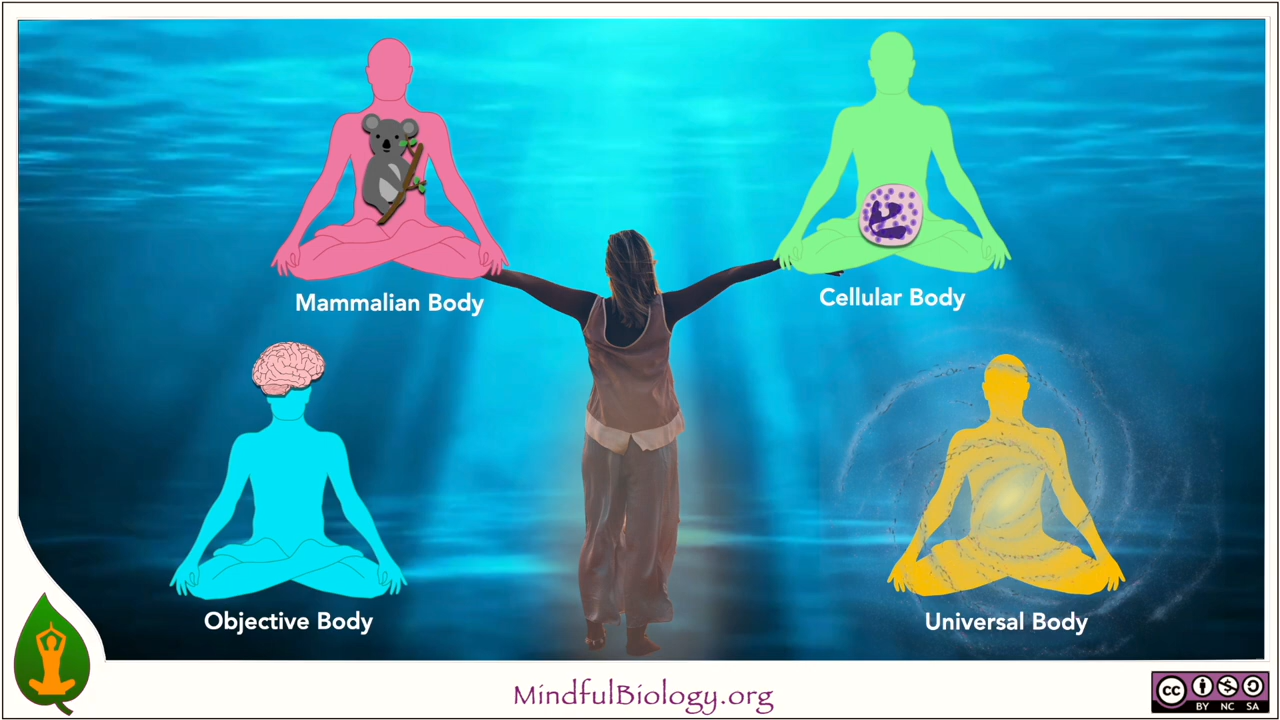 Mammalian Body
Cellular Body
Objective Body
Universal Body
MindfulBiology.org
cc
BY NC SA